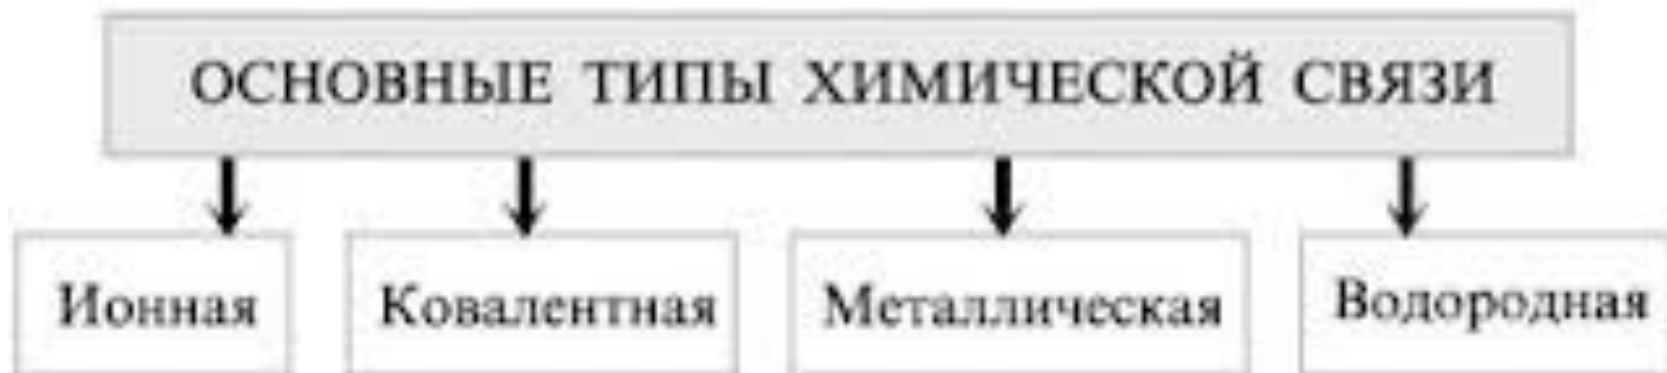 ОСНОВНЫЕ ТИПЫ ХИМИЧЕСКОЙ СВЯЗИ
Ионная
Ковалентная
Металлическая
Водородная